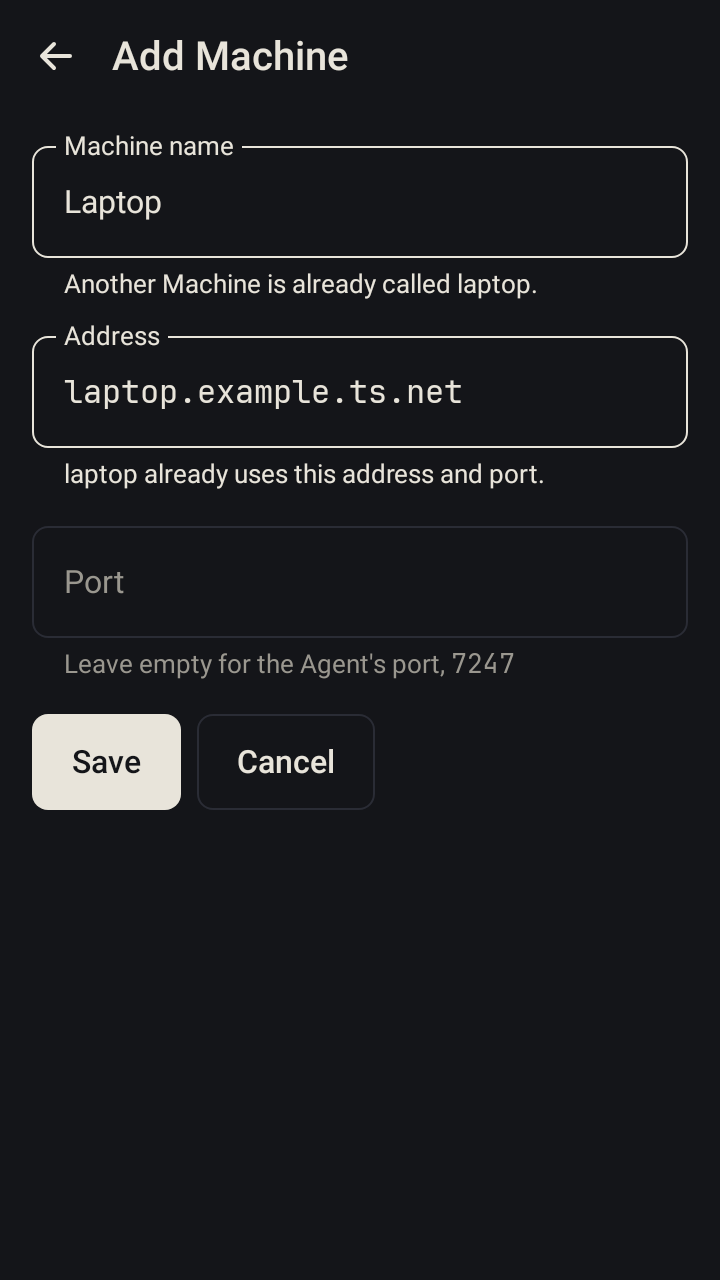 Add Machine
Machine name
Laptop
Another Machine is already called laptop.
Address
laptop.example.ts.net
laptop already uses this address and port.
Port
Leave empty for the Agent's port, 7247
Save
Cancel